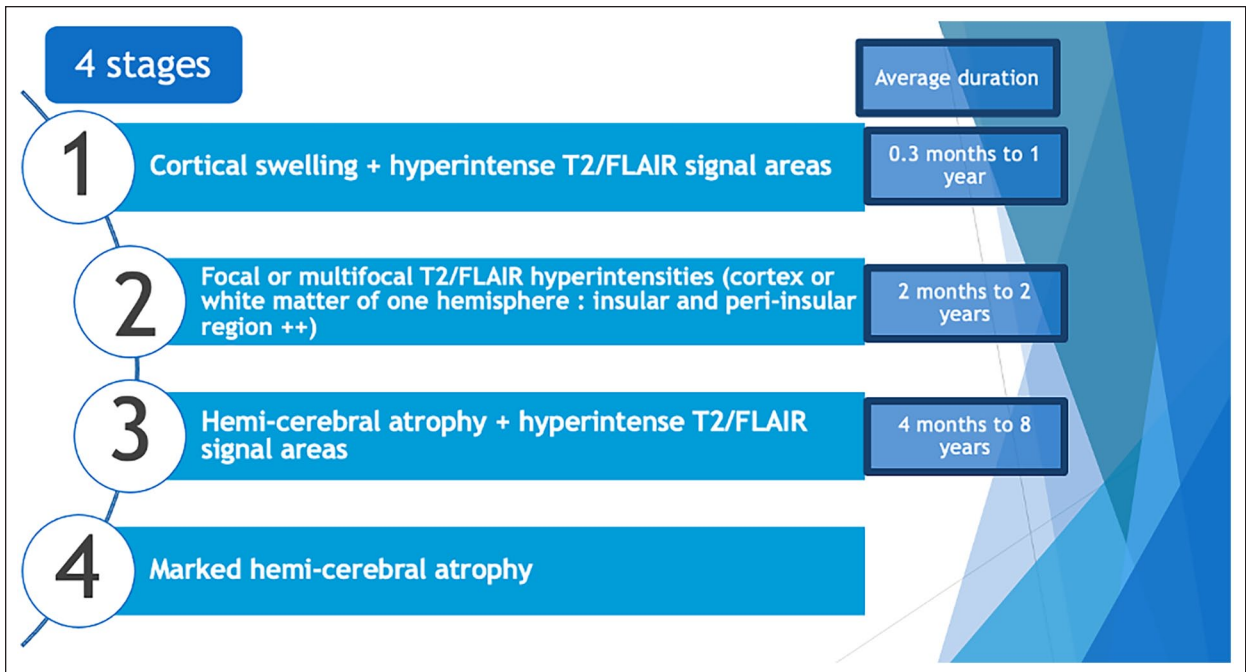 4 stages
Average duration
1
Cortical swelling + hyperintense T2/FLAIR signal areas
0.3 months to 1
year
2
Focal or multifocal T2/FLAIR hyperintensities (cortex or
white matter of one hemisphere : insular and peri-insular
region ++)
2 months to 2
years
3
Hemi-cerebral atrophy + hyperintense T2/FLAIR
signal areas
4 months to 8
years
4
Marked hemi-cerebral atrophy